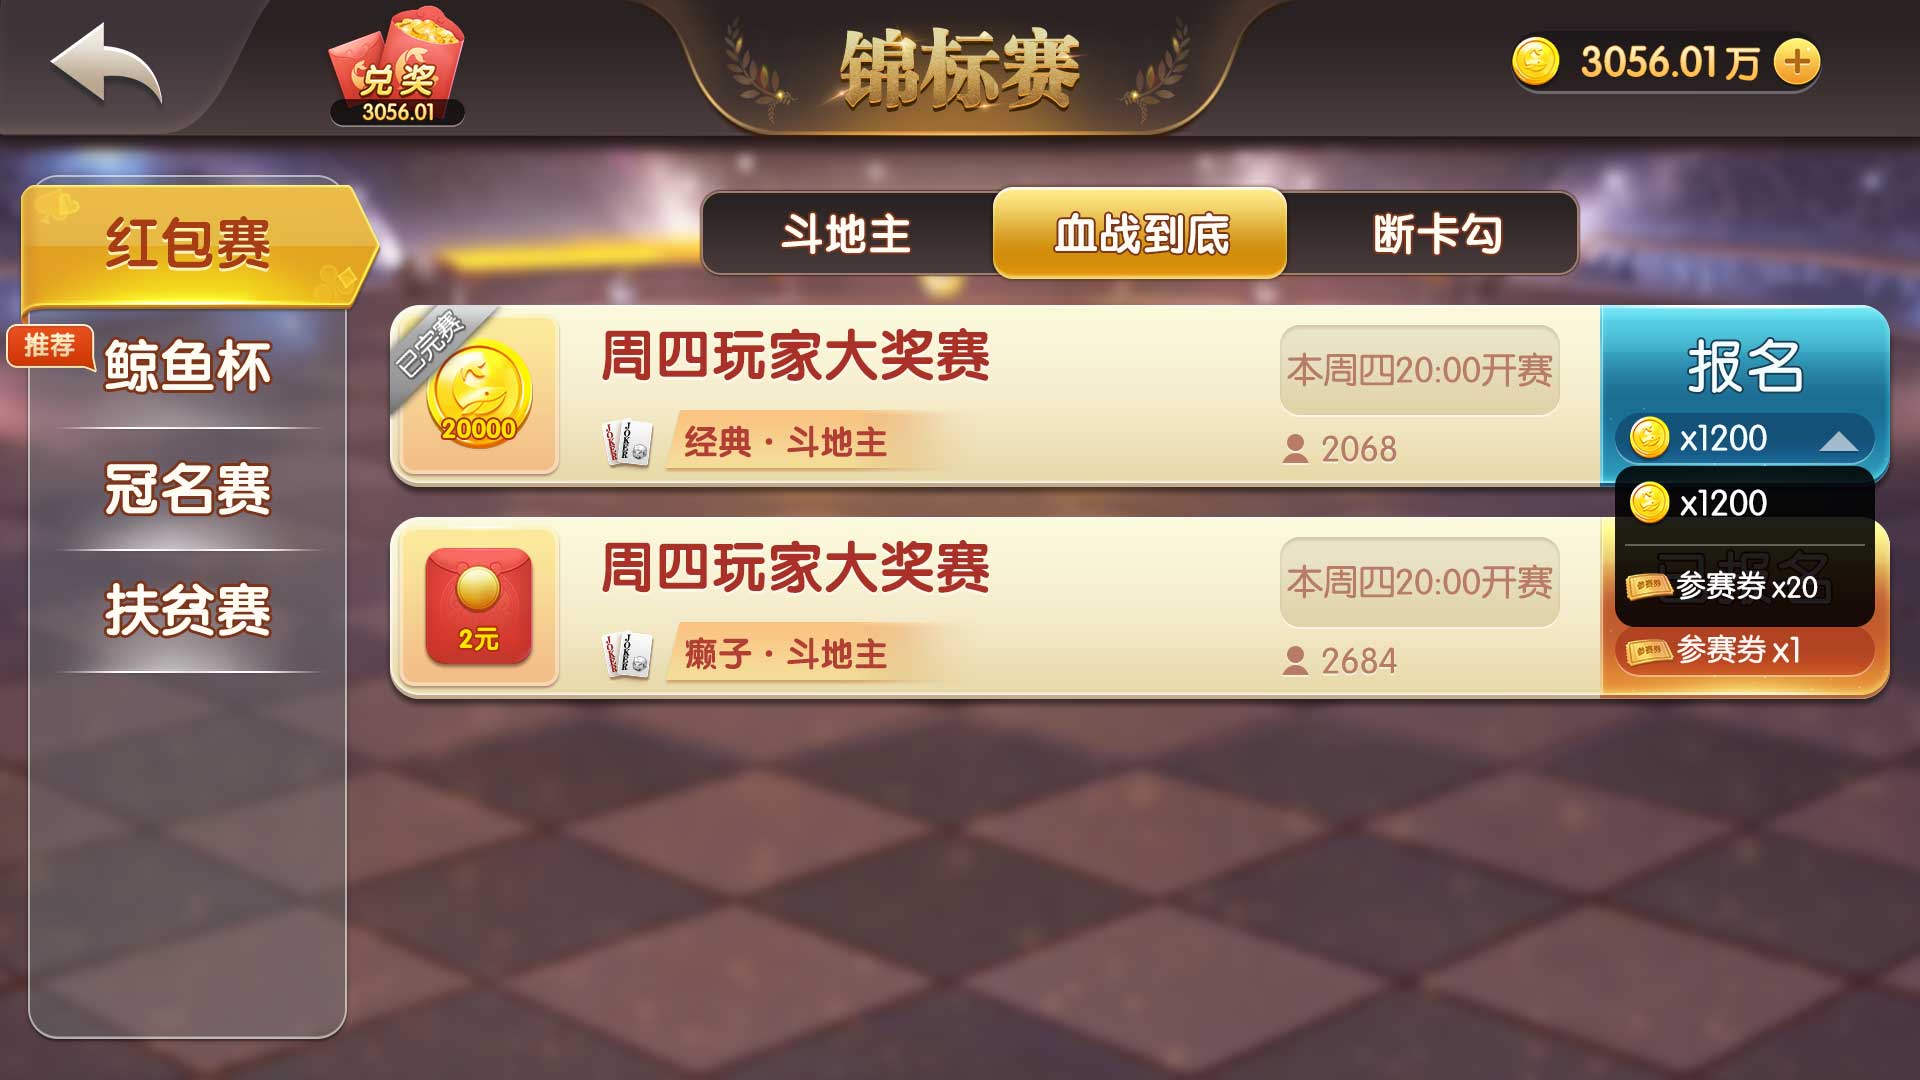 兑奖
3056.01
锦标赛
3056.01万
红包赛
推荐
鲸鱼杯
冠名赛
扶贫赛
斗地主
血战到底
断卡勾
已完赛
20000
周四玩家大奖赛
经典·斗地主
本周四20:00开赛
2068
报名
x1200
x1200
参赛券x20
2元
周四玩家大奖赛
癞子·斗地主
本周四20:00开赛
2684
已报名
参赛券x1